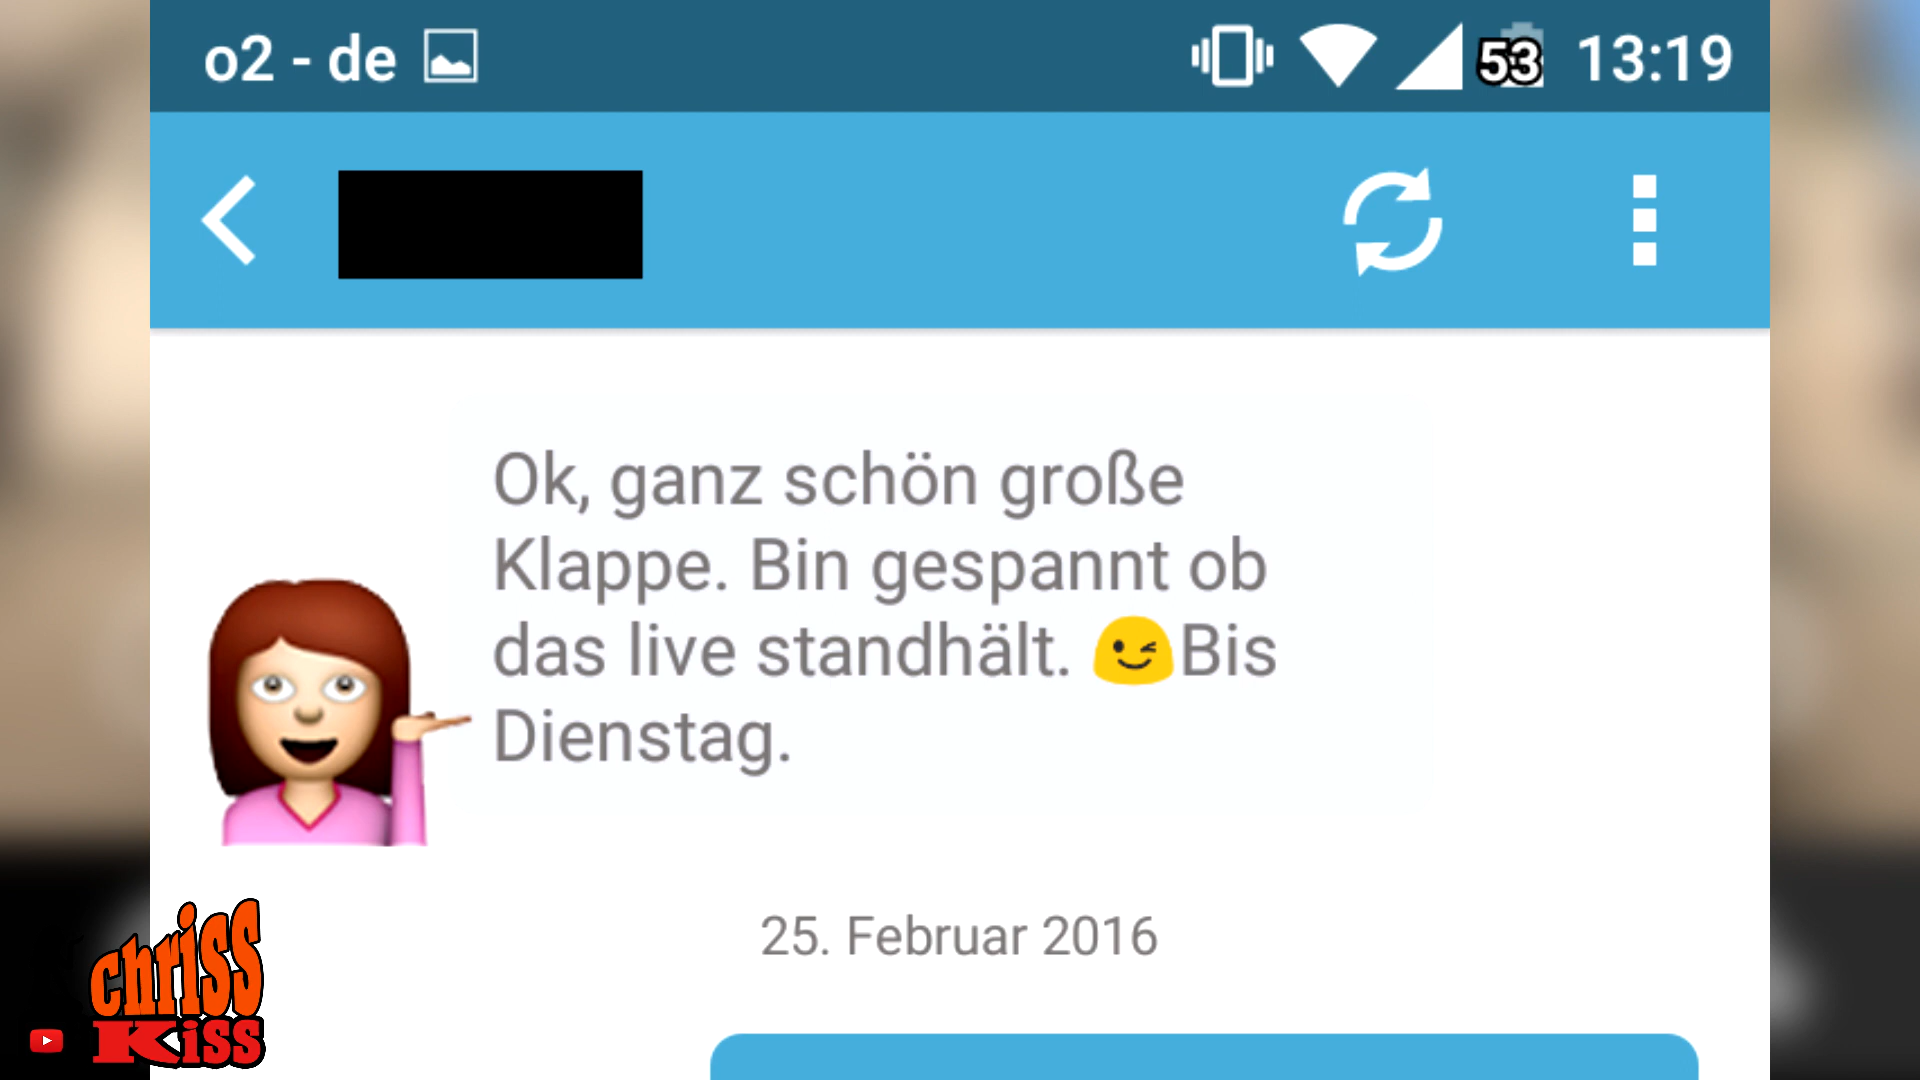 o2 - de 53 13:19
Ok, ganz schön große
Klappe. Bin gespannt ob
das live standhält. 😉Bis
Dienstag.
25. Februar 2016
chriss
Kiss